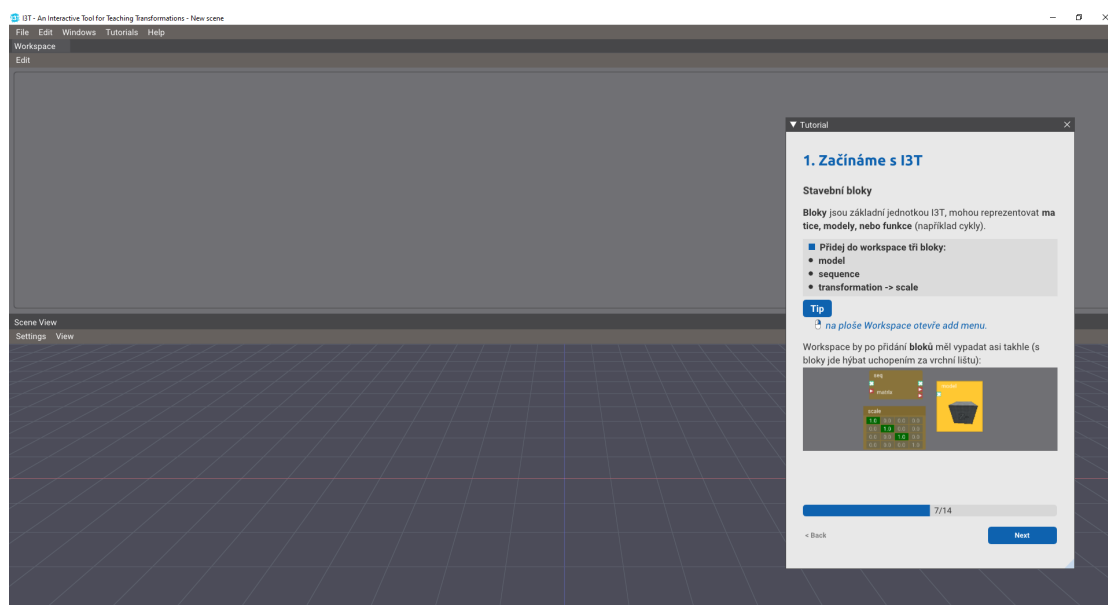 I3T - An Interactive Tool for Teaching Transformations - New scene
File Edit Windows Tutorials Help
Workspace
Edit
Tutorial
1. Začínáme s I3T
Stavební bloky
Bloky jsou základní jednotkou I3T, mohou reprezentovat ma
tice, modely, nebo funkce (například cykly).
Přidej do workspace tři bloky:
model
sequence
transformation -> scale
Tip
na ploše Workspace otevře add menu.
Workspace by po přidání bloků měl vypadat asi takhle (s
bloky jde hýbat uchopením za vrchní lištu):
seq
matrix
model
scale
1.0 0.0 0.0 0.0
0.0 1.0 0.0 0.0
0.0 0.0 1.0 0.0
0.0 0.0 0.0 1.0
7/14
< Back Next
Scene View
Settings View